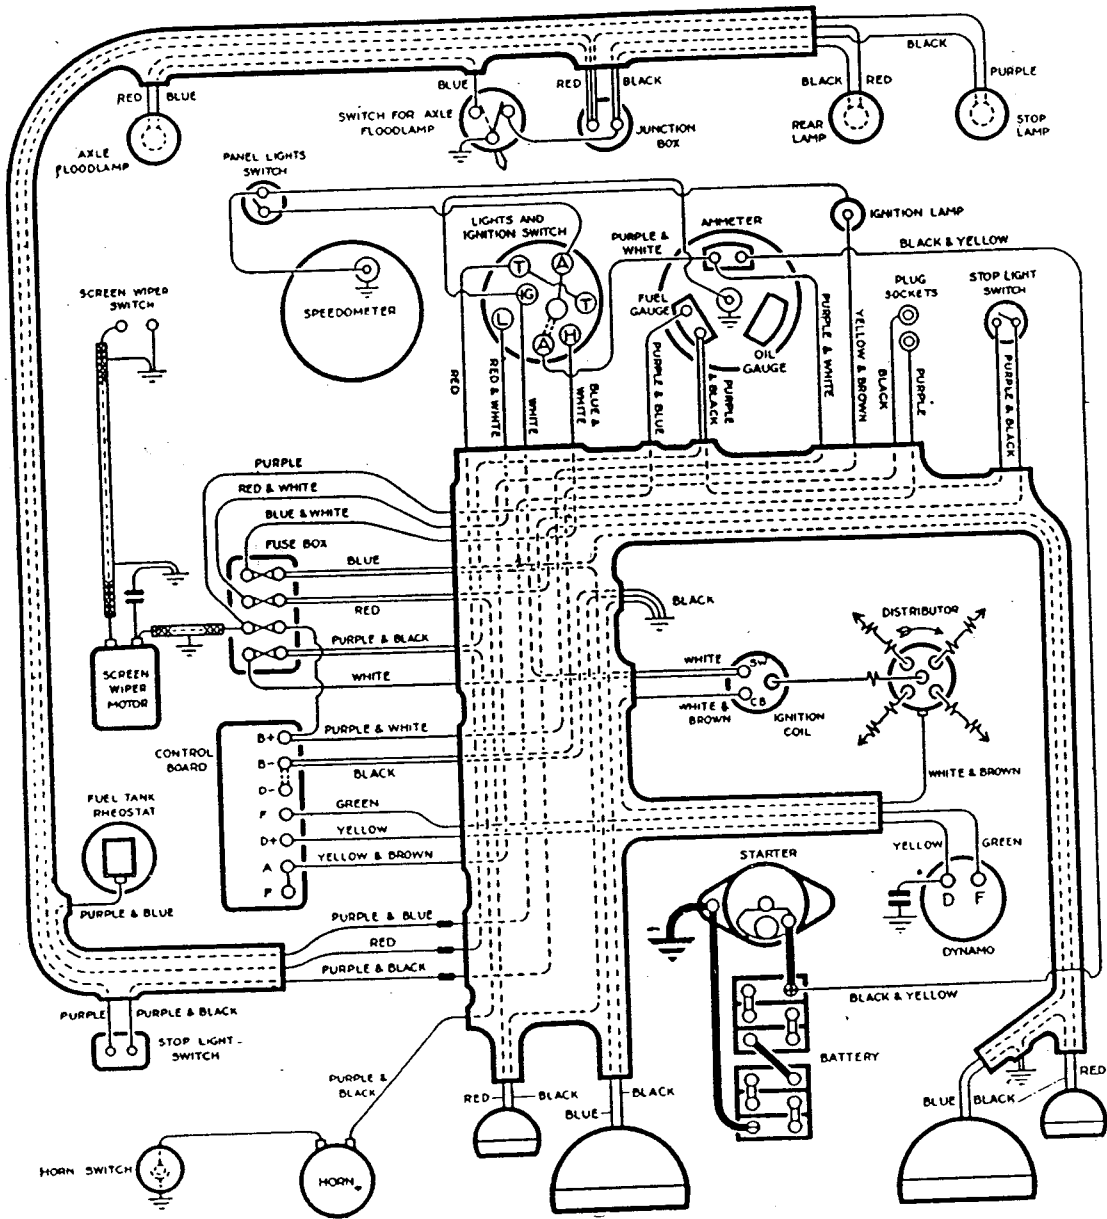 BLACK
PURPLE
BLUE
RED
BLACK
BLACK
RED
RED
BLUE
SWITCH FOR AXLE
FLOODLAMP
JUNCTION
BOX
REAR
LAMP
STOP
LAMP
AXLE
FLOODLAMP
PANEL LIGHTS
SWITCH
LIGHTS AND
IGNITION SWITCH
PURPLE &
WHITE
AMMETER
IGNITION LAMP
BLACK & YELLOW
T
A
IG
T
L
A
H
FUEL
GAUGE
OIL
GAUGE
PLUG
SOCKETS
STOP LIGHT
SWITCH
SCREEN WIPER
SWITCH
SPEEDOMETER
RED
RED & WHITE
WHITE
BLUE &
WHITE
PURPLE & BLUE
PURPLE
& BLACK
PURPLE & WHITE
YELLOW & BROWN
BLACK
PURPLE
PURPLE & BLACK
PURPLE
RED & WHITE
BLUE & WHITE
FUSE BOX
BLUE
RED
PURPLE & BLACK
WHITE
BLACK
DISTRIBUTOR
WHITE
SW
CB
WHITE &
BROWN
IGNITION
COIL
SCREEN
WIPER
MOTOR
CONTROL
BOARD
B+
PURPLE & WHITE
B-
BLACK
D-
F
GREEN
D+
YELLOW
A
YELLOW & BROWN
P
WHITE & BROWN
FUEL TANK
RHEOSTAT
YELLOW
GREEN
D F
DYNAMO
STARTER
PURPLE & BLUE
PURPLE & BLUE
RED
PURPLE & BLACK
PURPLE
PURPLE & BLACK
STOP LIGHT
SWITCH
BLACK & YELLOW
BATTERY
PURPLE &
BLACK
RED
BLACK
BLUE
BLACK
BLUE
BLACK
RED
HORN SWITCH
HORN